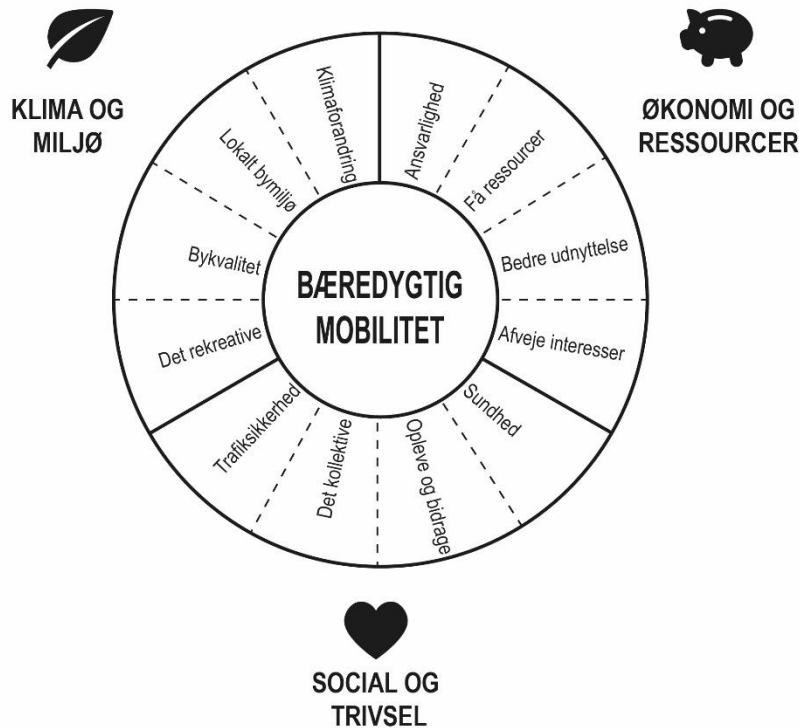 KLIMA OG
MILJØ
ØKONOMI OG
RESSOURCER
Klimaforandring
Ansvarlighed
Lokalt bymiljø
Få ressourcer
Bykvalitet
Bedre udnyttelse
BÆREDYGTIG
MOBILITET
Det rekreative
Afveje interesser
Trafiksikkerhed
Sundhed
Det kollektive
Opleve og bidrage
SOCIAL OG
TRIVSEL